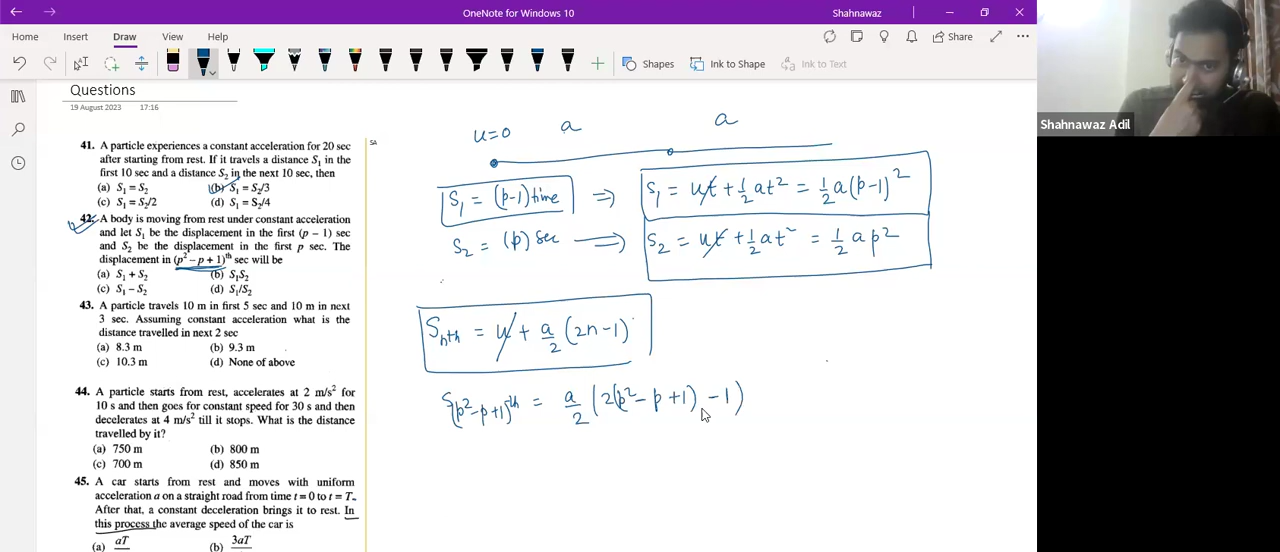 OneNote for Windows 10
Shahnawaz
Home Insert Draw View Help
Share
Shapes
Ink to Shape
Ink to Text
Questions
19 August 2023 17:16
41. A particle experiences a constant acceleration for 20 sec
after starting from rest. If it travels a distance S₁ in the
first 10 sec and a distance S₂ in the next 10 sec, then
(a) S₁ = S₂ (b) S₁ = S₂/3
(c) S₁ = S₂/2 (d) S₁ = S₂/4
42. A body is moving from rest under constant acceleration
and let S₁ be the displacement in the first (p − 1) sec
and S₂ be the displacement in the first p sec. The
displacement in (p² − p + 1)ᵗʰ sec will be
(a) S₁ + S₂ (b) S₁S₂
(c) S₁ − S₂ (d) S₁/S₂
43. A particle travels 10 m in first 5 sec and 10 m in next
3 sec. Assuming constant acceleration what is the
distance travelled in next 2 sec
(a) 8.3 m (b) 9.3 m
(c) 10.3 m (d) None of above
44. A particle starts from rest, accelerates at 2 m/s² for
10 s and then goes for constant speed for 30 s and then
decelerates at 4 m/s² till it stops. What is the distance
travelled by it?
(a) 750 m (b) 800 m
(c) 700 m (d) 850 m
45. A car starts from rest and moves with uniform
acceleration a on a straight road from time t = 0 to t = T.
After that, a constant deceleration brings it to rest. In
this process the average speed of the car is
(a) aT (b) 3aT
SA
u=0 a a
S₁ = (p-1) time ⇒ S₁ = ut + ½ at² = ½ a(p-1)²
S₂ = (p) sec ⇒ S₂ = ut + ½ at² = ½ a p²
Sₙₜₕ = u + a/2 (2n-1)
S(p²-p+1)ᵗʰ = a/2 (2(p²-p+1)-1)
Shahnawaz Adil